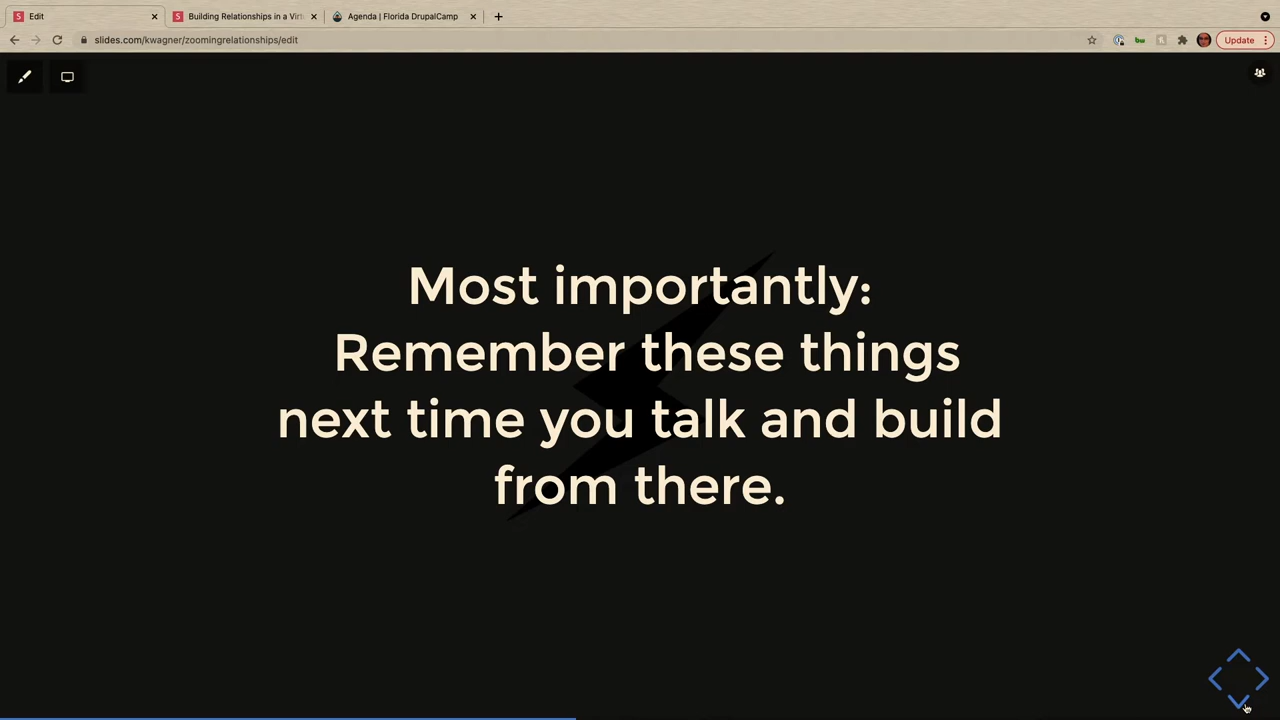 Edit
Building Relationships in a Virt
Agenda | Florida DrupalCamp
slides.com/kwagner/zoomingrelationships/edit
Update
Most importantly:
Remember these things
next time you talk and build
from there.